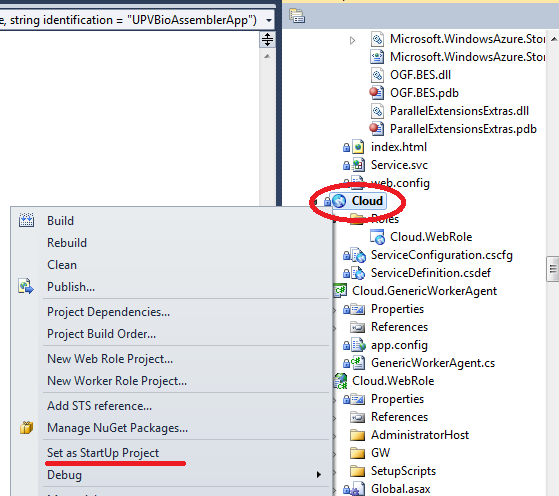 e, string identification = "UPVBioAssemblerApp")
Microsoft.WindowsAzure.Stor
Microsoft.WindowsAzure.Stor
OGF.BES.dll
OGF.BES.pdb
ParallelExtensionsExtras.dll
ParallelExtensionsExtras.pdb
index.html
Service.svc
web.config
Cloud
Roles
Cloud.WebRole
ServiceConfiguration.cscfg
ServiceDefinition.csdef
Cloud.GenericWorkerAgent
Properties
References
app.config
GenericWorkerAgent.cs
Cloud.WebRole
Properties
References
AdministratorHost
GW
SetupScripts
Global.asax
Build
Rebuild
Clean
Publish...
Project Dependencies...
Project Build Order...
New Web Role Project...
New Worker Role Project...
Add STS reference...
Manage NuGet Packages...
Set as StartUp Project
Debug